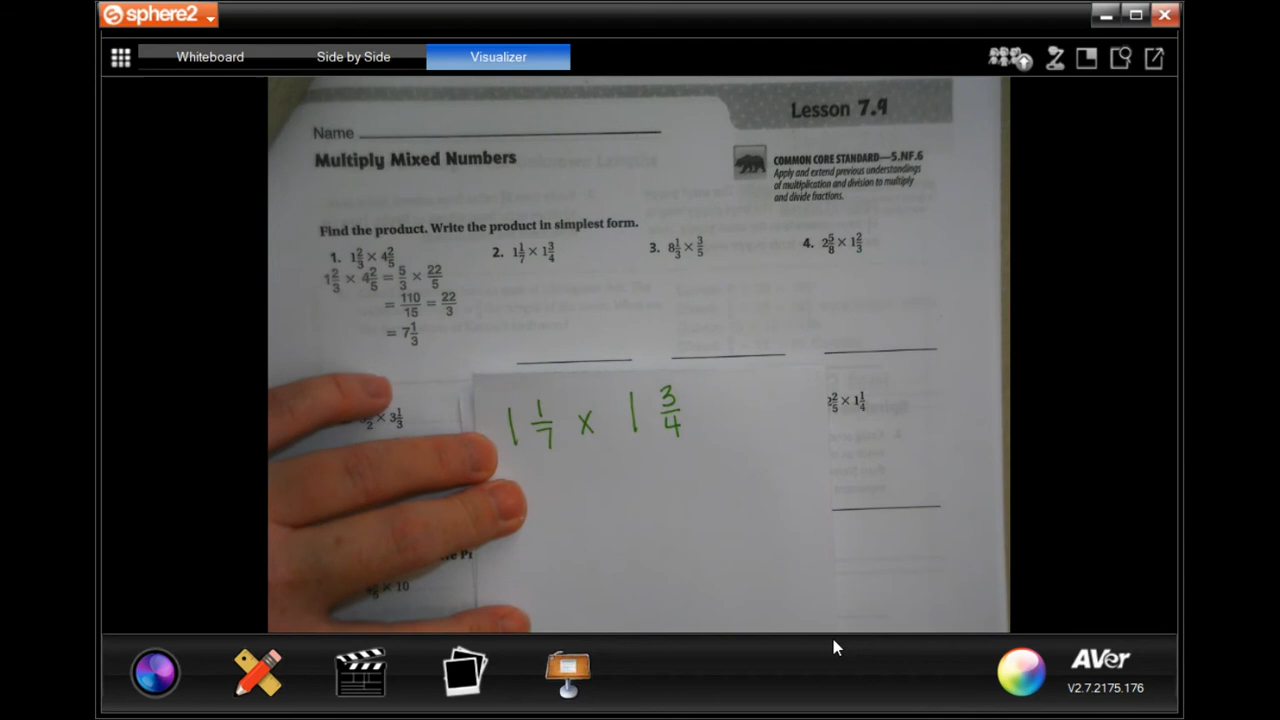 sphere2
Whiteboard Side by Side Visualizer
Lesson 7.9
Name
Multiply Mixed Numbers
COMMON CORE STANDARD—5.NF.6
Apply and extend previous understandings
of multiplication and division to multiply
and divide fractions.
Find the product. Write the product in simplest form.
1. 1 2/3 × 4 2/5
2. 1 1/7 × 1 3/4
3. 8 1/3 × 3/5
4. 2 5/8 × 1 2/3
1 2/3 × 4 2/5 = 5/3 × 22/5
= 110/15 = 22/3
= 7 1/3
1 1/7 x 1 3/4
× 3 1/3
2 2/5 × 1 1/4
× 10
AVer
V2.7.2175.176